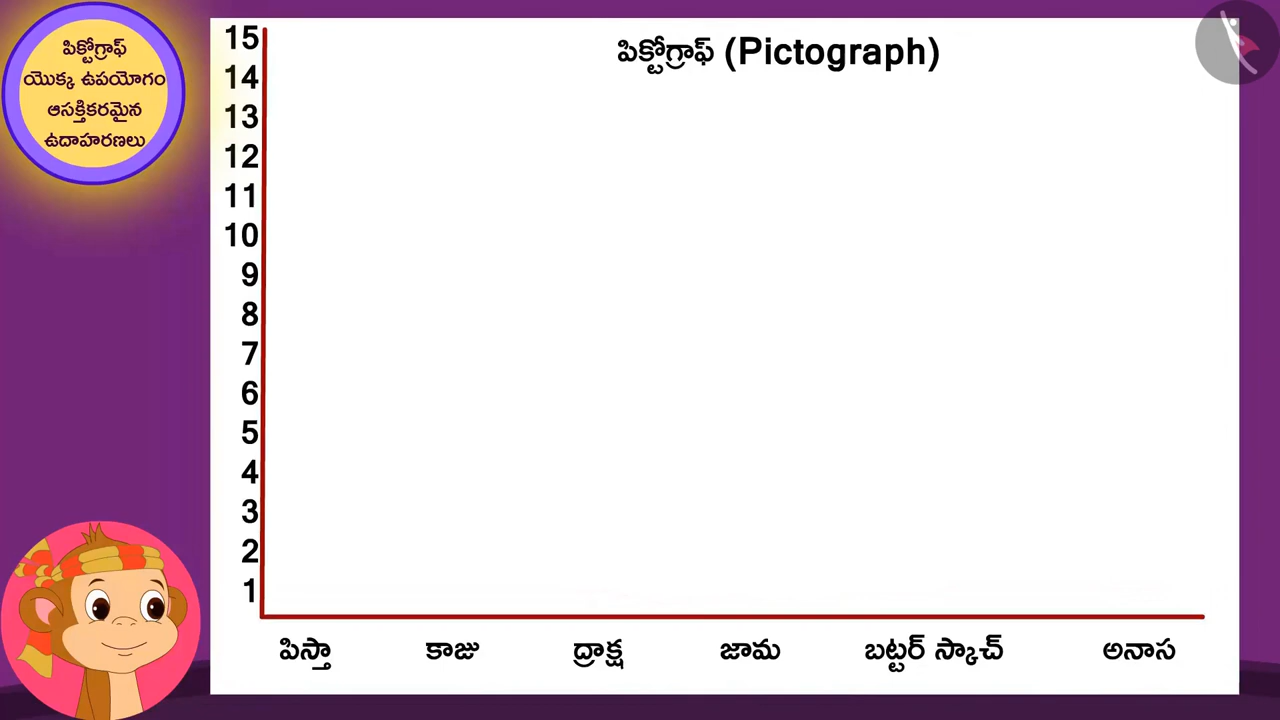 పిక్టోగ్రాఫ్
యొక్క ఉపయోగం
ఆసక్తికరమైన
ఉదాహరణలు
పిక్టోగ్రాఫ్ (Pictograph)
15
14
13
12
11
10
9
8
7
6
5
4
3
2
1
పిస్తా కాజు ద్రాక్ష జామ బట్టర్ స్కాచ్ అనాస